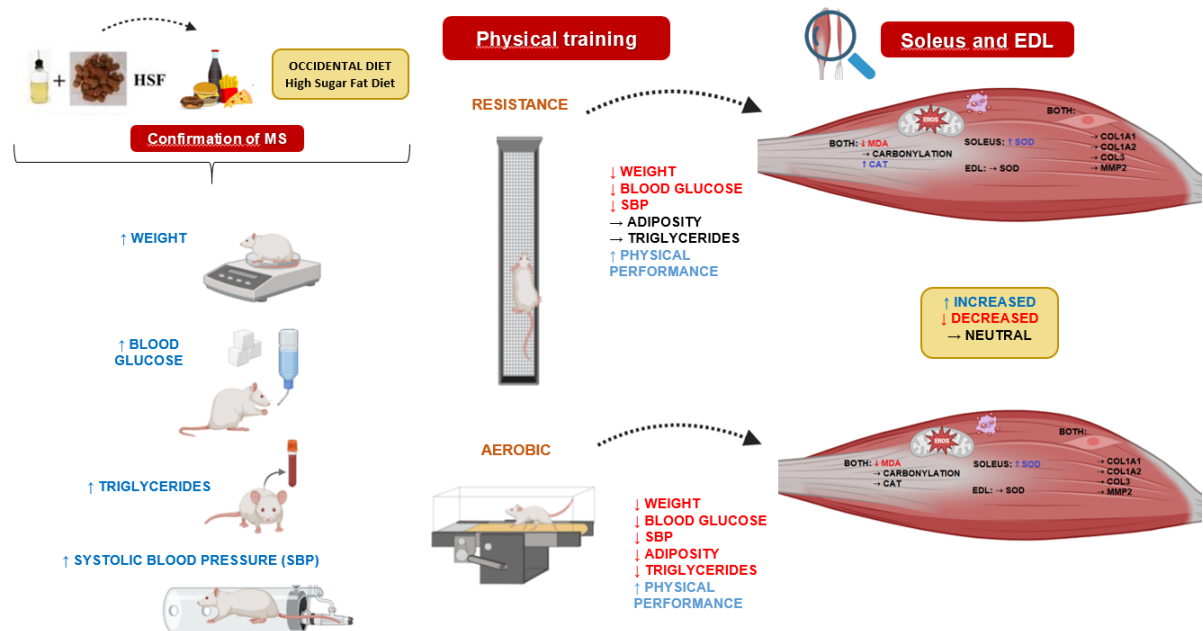 +
HSF
OCCIDENTAL DIET
High Sugar Fat Diet
Confirmation of MS
↑ WEIGHT
↑ BLOOD
GLUCOSE
↑ TRIGLYCERIDES
↑ SYSTOLIC BLOOD PRESSURE (SBP)
Physical training
RESISTANCE
↓ WEIGHT
↓ BLOOD GLUCOSE
↓ SBP
→ ADIPOSITY
→ TRIGLYCERIDES
↑ PHYSICAL
PERFORMANCE
AEROBIC
↓ WEIGHT
↓ BLOOD GLUCOSE
↓ SBP
↓ ADIPOSITY
↓ TRIGLYCERIDES
↑ PHYSICAL
PERFORMANCE
Soleus and EDL
EROS
BOTH: ↓ MDA
→ CARBONYLATION
↑ CAT
SOLEUS: ↑ SOD
EDL: → SOD
BOTH:
→ COL1A1
→ COL1A2
→ COL3
→ MMP2
↑ INCREASED
↓ DECREASED
→ NEUTRAL
EROS
BOTH: ↓ MDA
→ CARBONYLATION
→ CAT
SOLEUS: ↑ SOD
EDL: → SOD
BOTH:
→ COL1A1
→ COL1A2
→ COL3
→ MMP2